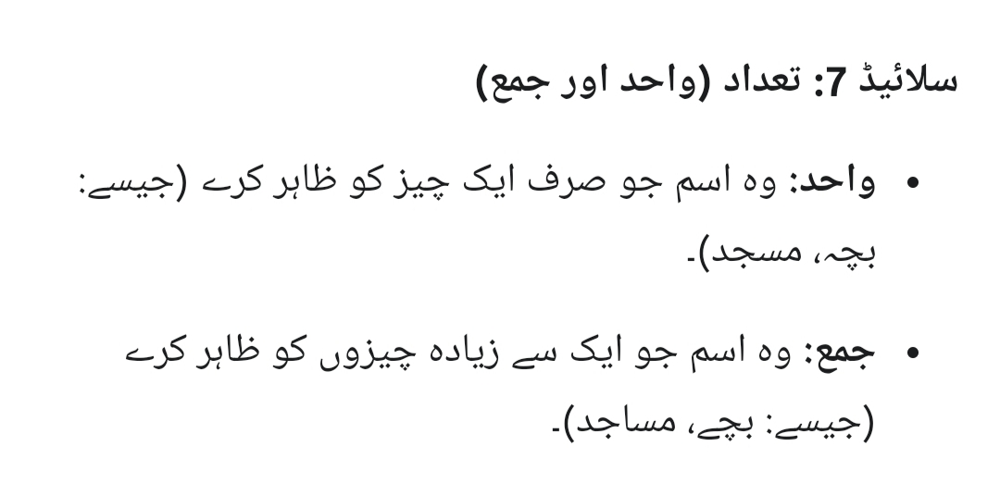 سلائیڈ 7: تعداد (واحد اور جمع)
• واحد: وہ اسم جو صرف ایک چیز کو ظاہر کرے (جیسے:
بچہ، مسجد)۔
• جمع: وہ اسم جو ایک سے زیادہ چیزوں کو ظاہر کرے
(جیسے: بچے، مساجد)۔